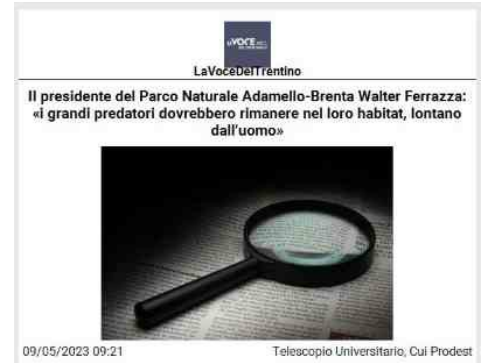 LaVOCE
LaVoceDelTrentino
Il presidente del Parco Naturale Adamello-Brenta Walter Ferrazza:
«i grandi predatori dovrebbero rimanere nel loro habitat, lontano
dall'uomo»
09/05/2023 09:21
Telescopio Universitario, Cui Prodest